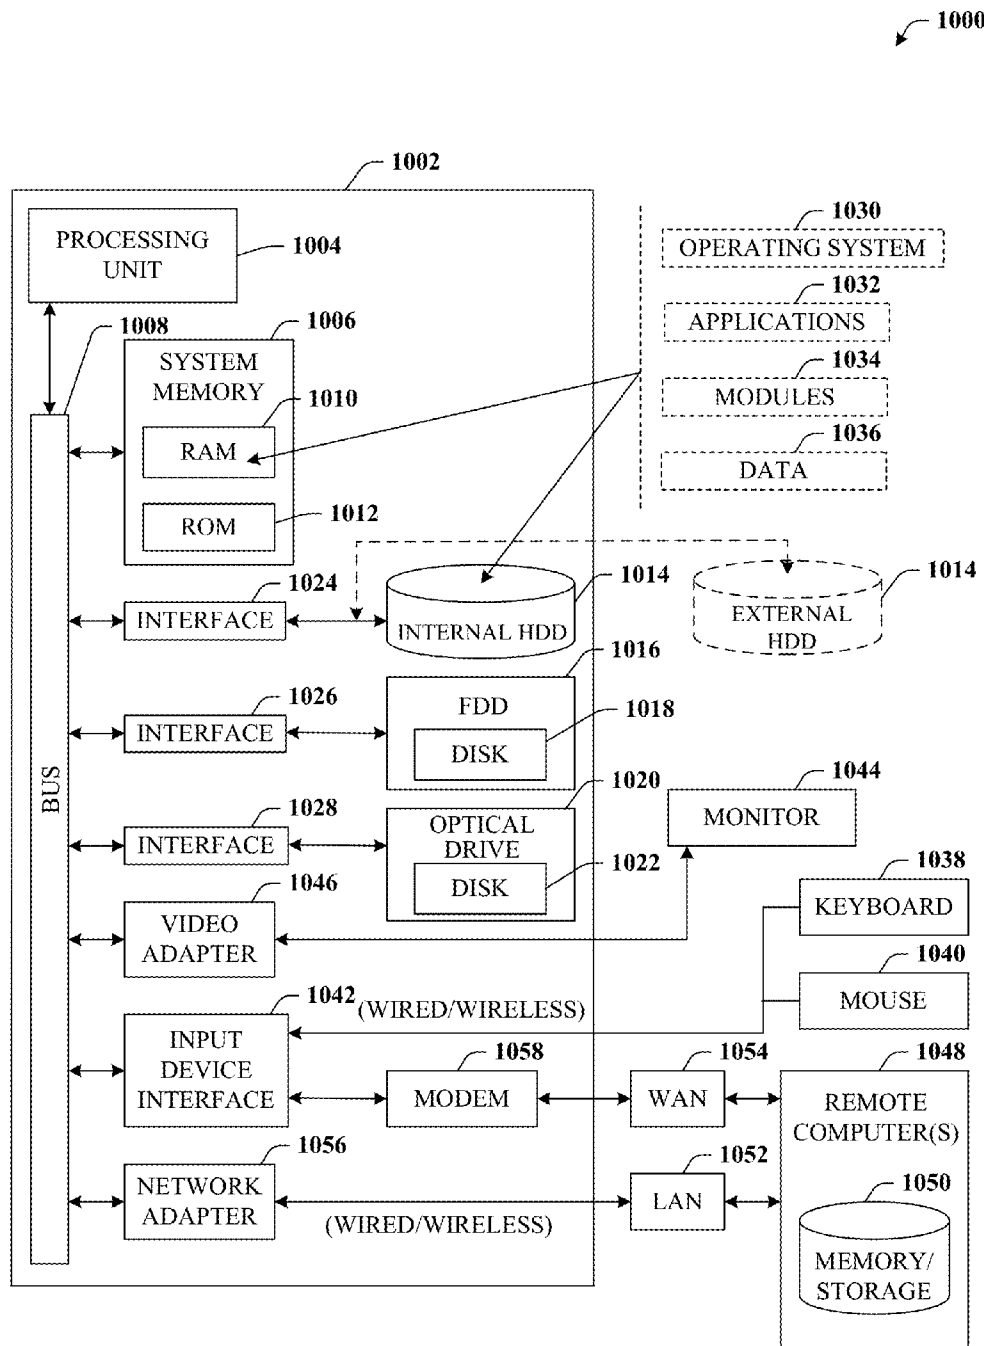 1000
1002
PROCESSING
UNIT
1004
1008
1006
SYSTEM
MEMORY
1010
RAM
1012
ROM
1030
OPERATING SYSTEM
1032
APPLICATIONS
1034
MODULES
1036
DATA
1024
INTERFACE
1014
INTERNAL HDD
1014
EXTERNAL
HDD
1016
1026
INTERFACE
FDD
1018
DISK
BUS
1020
1028
INTERFACE
OPTICAL
DRIVE
1022
DISK
1044
MONITOR
1038
KEYBOARD
1046
VIDEO
ADAPTER
1040
MOUSE
1042
(WIRED/WIRELESS)
INPUT
DEVICE
INTERFACE
1058
MODEM
1054
WAN
1048
REMOTE
COMPUTER(S)
1056
NETWORK
ADAPTER
(WIRED/WIRELESS)
1052
LAN
1050
MEMORY/
STORAGE